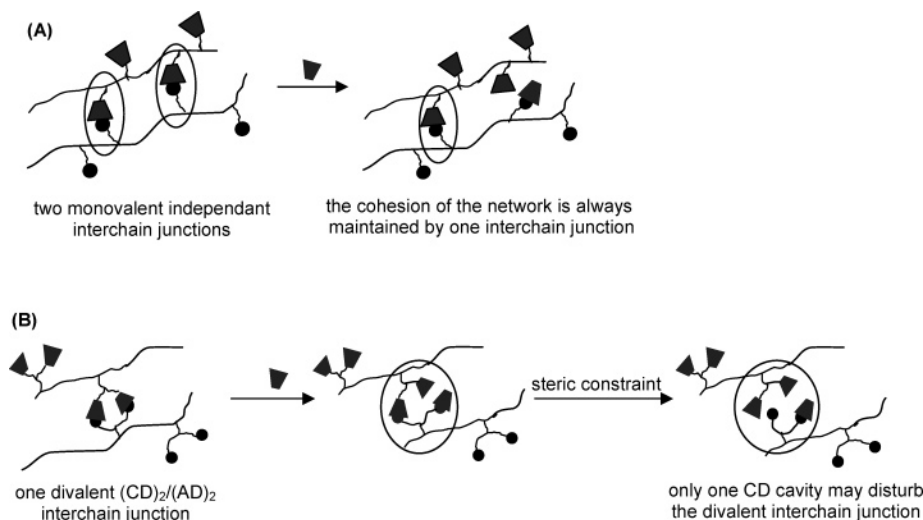 (A)
two monovalent independant
interchain junctions
the cohesion of the network is always
maintained by one interchain junction
(B)
steric constraint
one divalent (CD)₂/(AD)₂
interchain junction
only one CD cavity may disturb
the divalent interchain junction